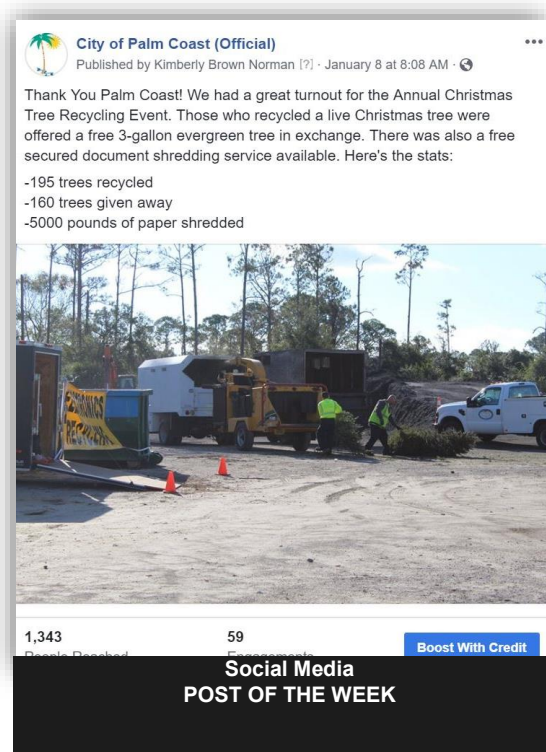 City of Palm Coast (Official)
Published by Kimberly Brown Norman [?] · January 8 at 8:08 AM ·
Thank You Palm Coast! We had a great turnout for the Annual Christmas
Tree Recycling Event. Those who recycled a live Christmas tree were
offered a free 3-gallon evergreen tree in exchange. There was also a free
secured document shredding service available. Here's the stats:
-195 trees recycled
-160 trees given away
-5000 pounds of paper shredded
RECYCLE
1,343
59
People Reached
Engagements
Boost With Credit
Social Media
POST OF THE WEEK